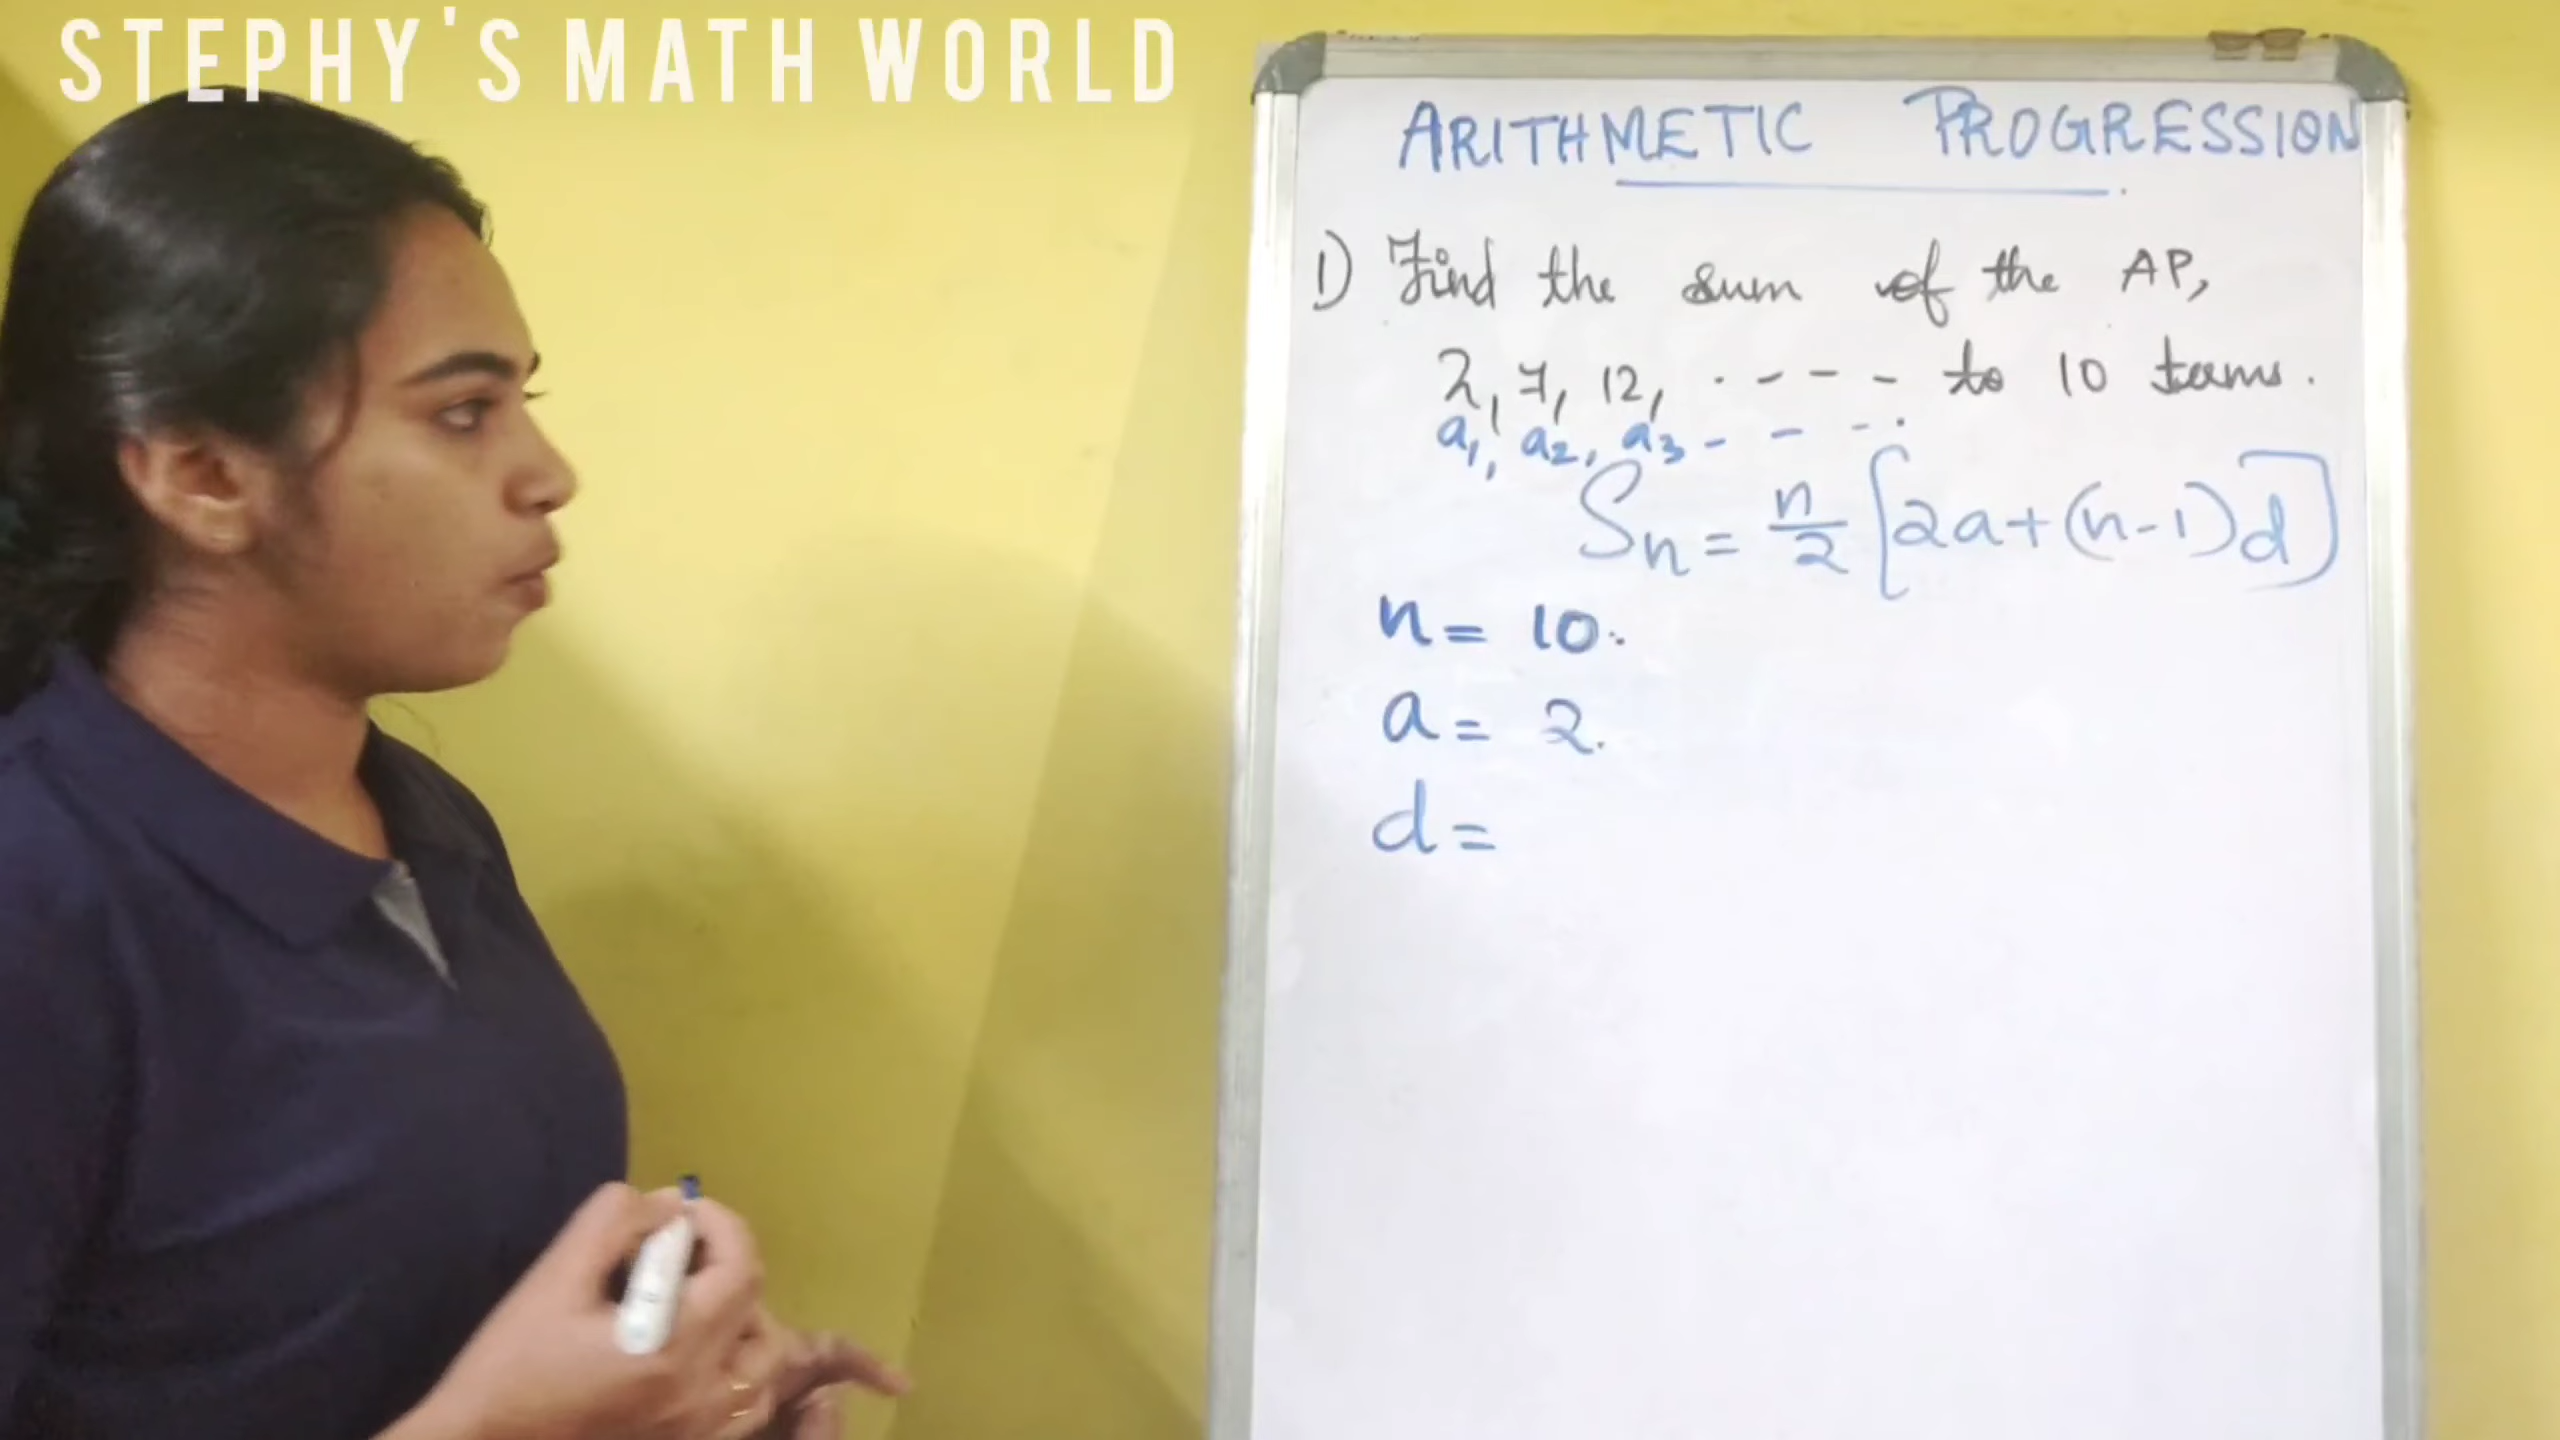 STEPHY'S MATH WORLD
ARITHMETIC PROGRESSION
1) Find the sum of the AP,
2, 7, 12, . - - - - to 10 terms.
a1, a2, a3 - - - .
Sn = n/2 [2a+(n-1)d]
n = 10.
a = 2.
d =